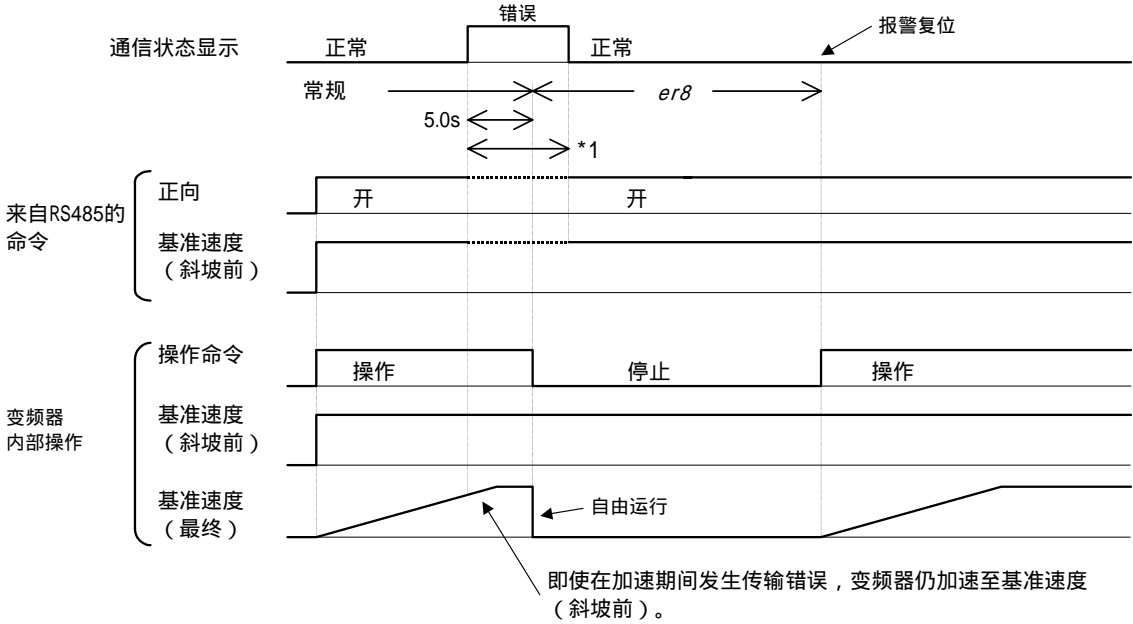 错误
通信状态显示 正常 正常 报警复位
常规 er8
5.0s
*1
来自RS485的
命令
正向 开 开
基准速度
（斜坡前）
变频器
内部操作
操作命令 操作 停止 操作
基准速度
（斜坡前）
基准速度
（最终）
自由运行
即使在加速期间发生传输错误，变频器仍加速至基准速度
（斜坡前）。